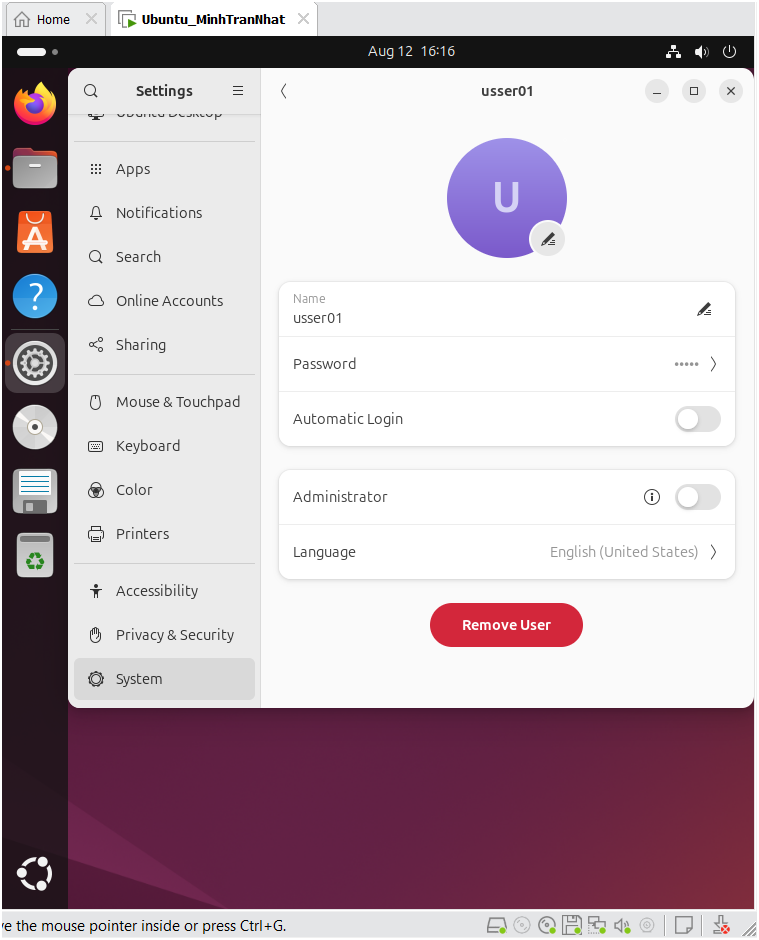 Home
Ubuntu_MinhTranNhat
Aug 12 16:16
Settings
usser01
Ubuntu Desktop
Apps
Notifications
Search
Online Accounts
Sharing
Mouse & Touchpad
Keyboard
Color
Printers
Accessibility
Privacy & Security
System
U
Name
usser01
Password
•••••
Automatic Login
Administrator
Language English (United States)
Remove User
ve the mouse pointer inside or press Ctrl+G.